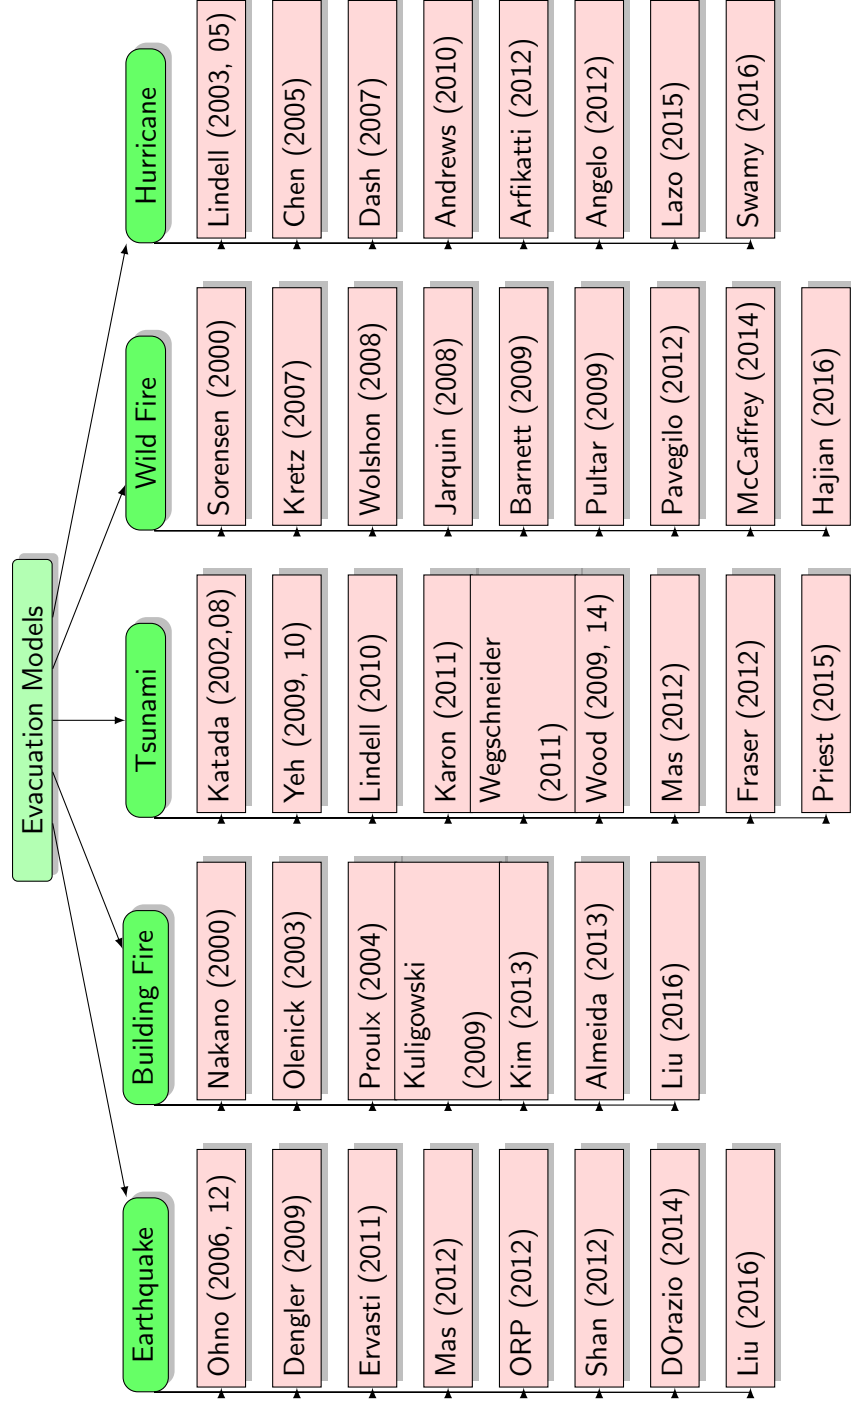 Evacuation Models
Earthquake
Ohno (2006, 12)
Dengler (2009)
Ervasti (2011)
Mas (2012)
ORP (2012)
Shan (2012)
DOrazio (2014)
Liu (2016)
Building Fire
Nakano (2000)
Olenick (2003)
Proulx (2004)
Kuligowski
(2009)
Kim (2013)
Almeida (2013)
Liu (2016)
Tsunami
Katada (2002,08)
Yeh (2009, 10)
Lindell (2010)
Karon (2011)
Wegschneider
(2011)
Wood (2009, 14)
Mas (2012)
Fraser (2012)
Priest (2015)
Wild Fire
Sorensen (2000)
Kretz (2007)
Wolshon (2008)
Jarquin (2008)
Barnett (2009)
Pultar (2009)
Pavegilo (2012)
McCaffrey (2014)
Hajian (2016)
Hurricane
Lindell (2003, 05)
Chen (2005)
Dash (2007)
Andrews (2010)
Arfikatti (2012)
Angelo (2012)
Lazo (2015)
Swamy (2016)